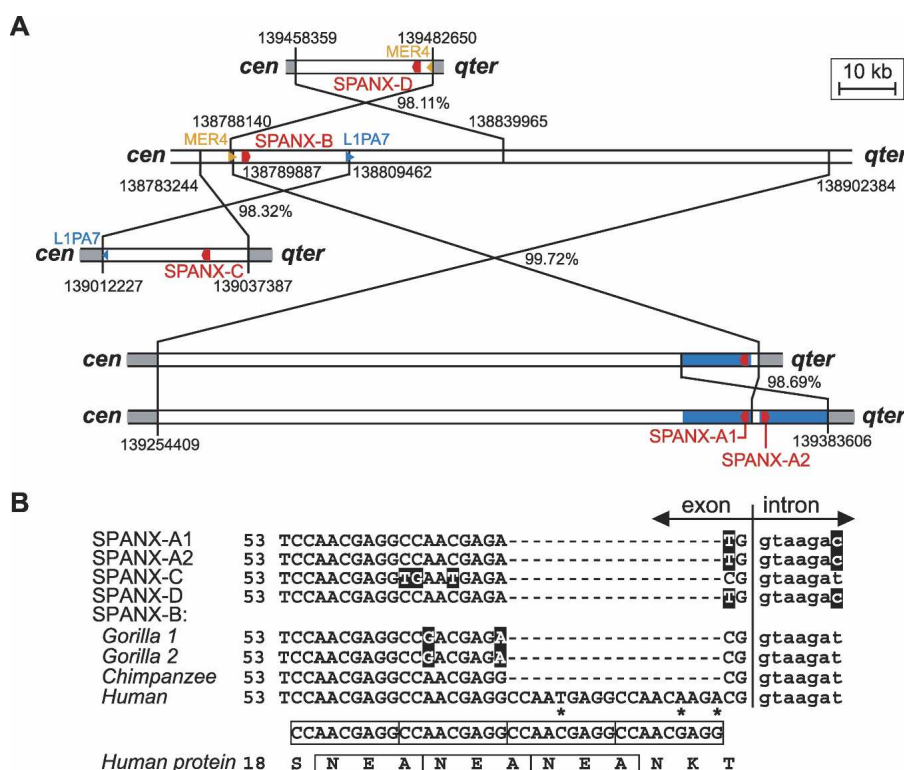 A
139458359 139482650
MER4
cen qter
SPANX-D
10 kb
98.11%
138788140 138839965
MER4 SPANX-B L1PA7
cen qter
138783244 138789887 138809462 138902384
98.32%
L1PA7
cen qter
SPANX-C
99.72%
139012227 139037387
cen qter
98.69%
cen qter
SPANX-A1
139254409 139383606
SPANX-A2
B
exon intron
SPANX-A1 53 TCCAACGAGGCCAACGAGA------------------TG gtaagac
SPANX-A2 53 TCCAACGAGGCCAACGAGA------------------TG gtaagac
SPANX-C 53 TCCAACGAGGTGAATGAGA------------------CG gtaagat
SPANX-D 53 TCCAACGAGGCCAACGAGA------------------TG gtaagac
SPANX-B:
Gorilla 1 53 TCCAACGAGGCCGACGAGA------------------CG gtaagat
Gorilla 2 53 TCCAACGAGGCCGACGAGA------------------CG gtaagat
Chimpanzee 53 TCCAACGAGGCCAACGAGG------------------CG gtaagat
Human 53 TCCAACGAGGCCAACGAGGCCAATGAGGCCAACAAGACG gtaagat
* * *
CCAACGAGGCCAACGAGGCCAACGAGGCCAACGAGG
Human protein 18 S N E A N E A N E A N K T